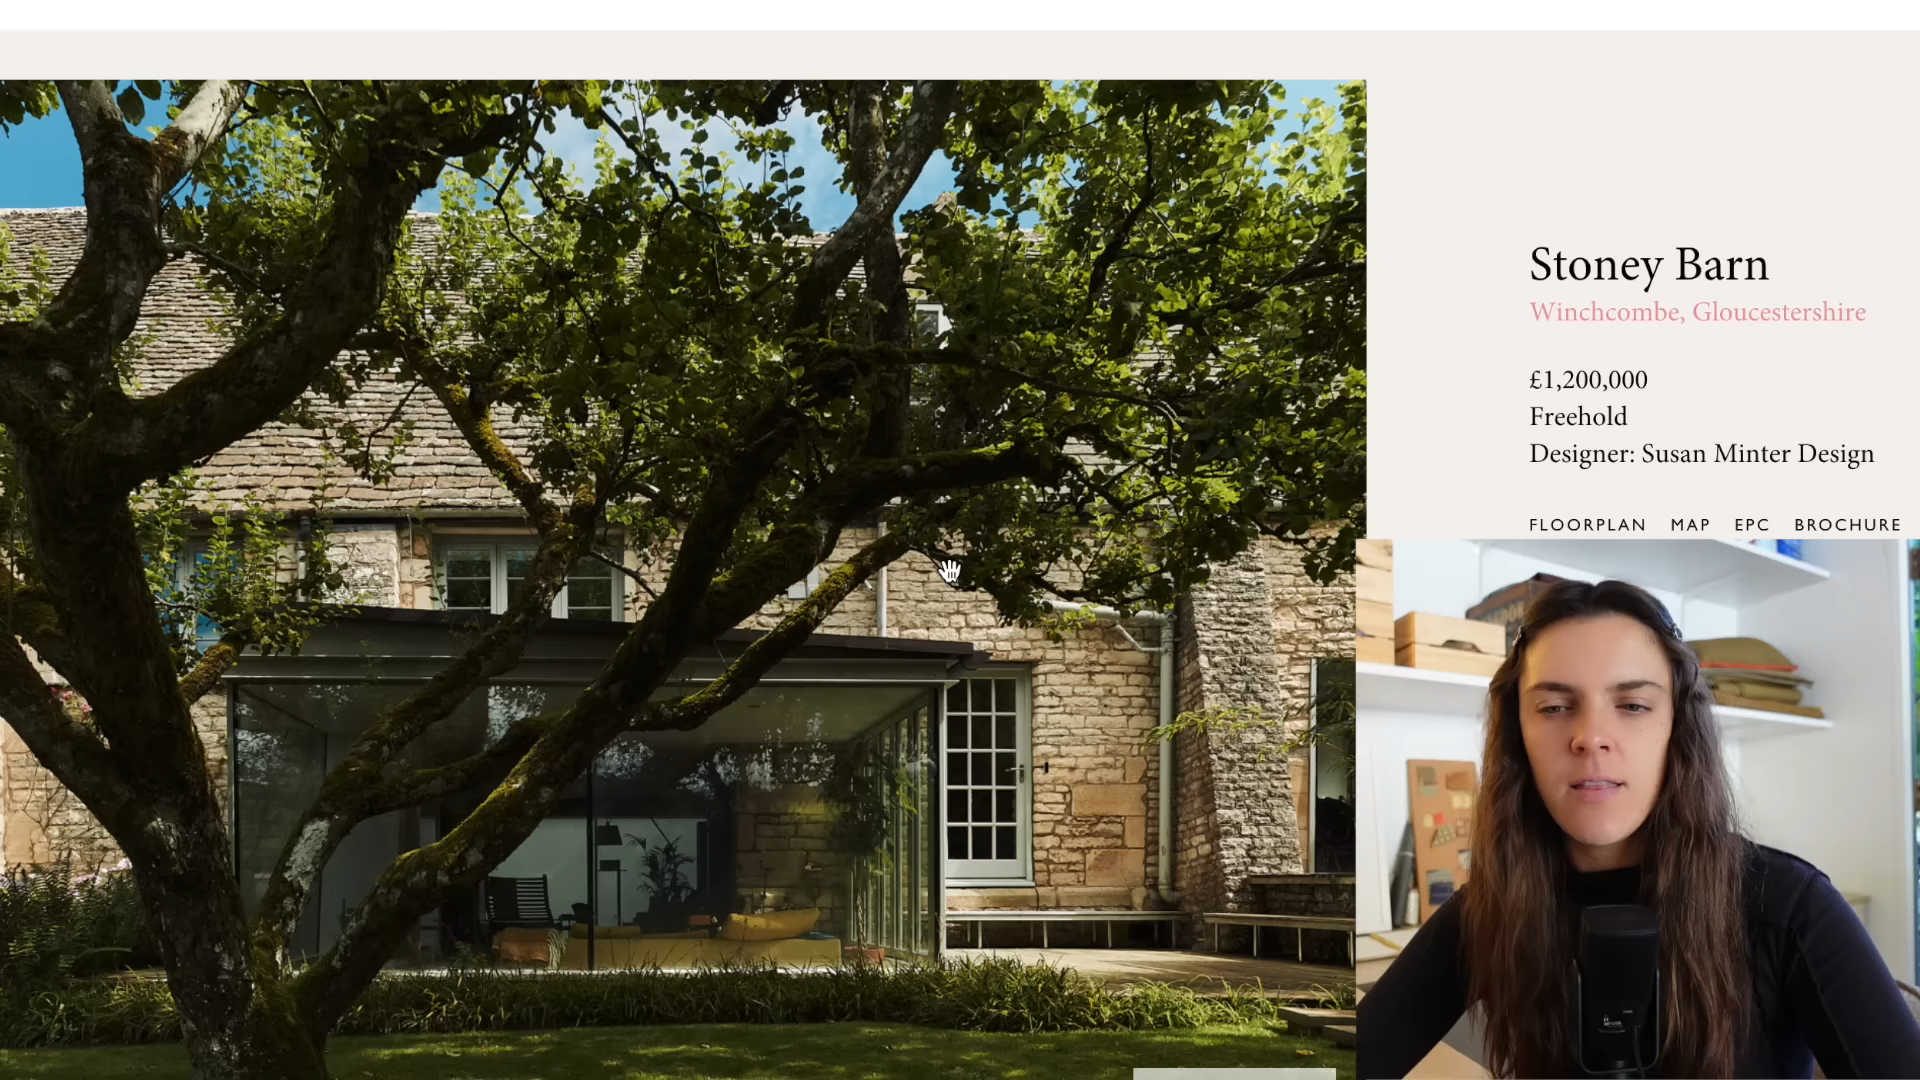 Stoney Barn
Winchcombe, Gloucestershire
£1,200,000
Freehold
Designer: Susan Minter Design
FLOORPLAN MAP EPC BROCHURE